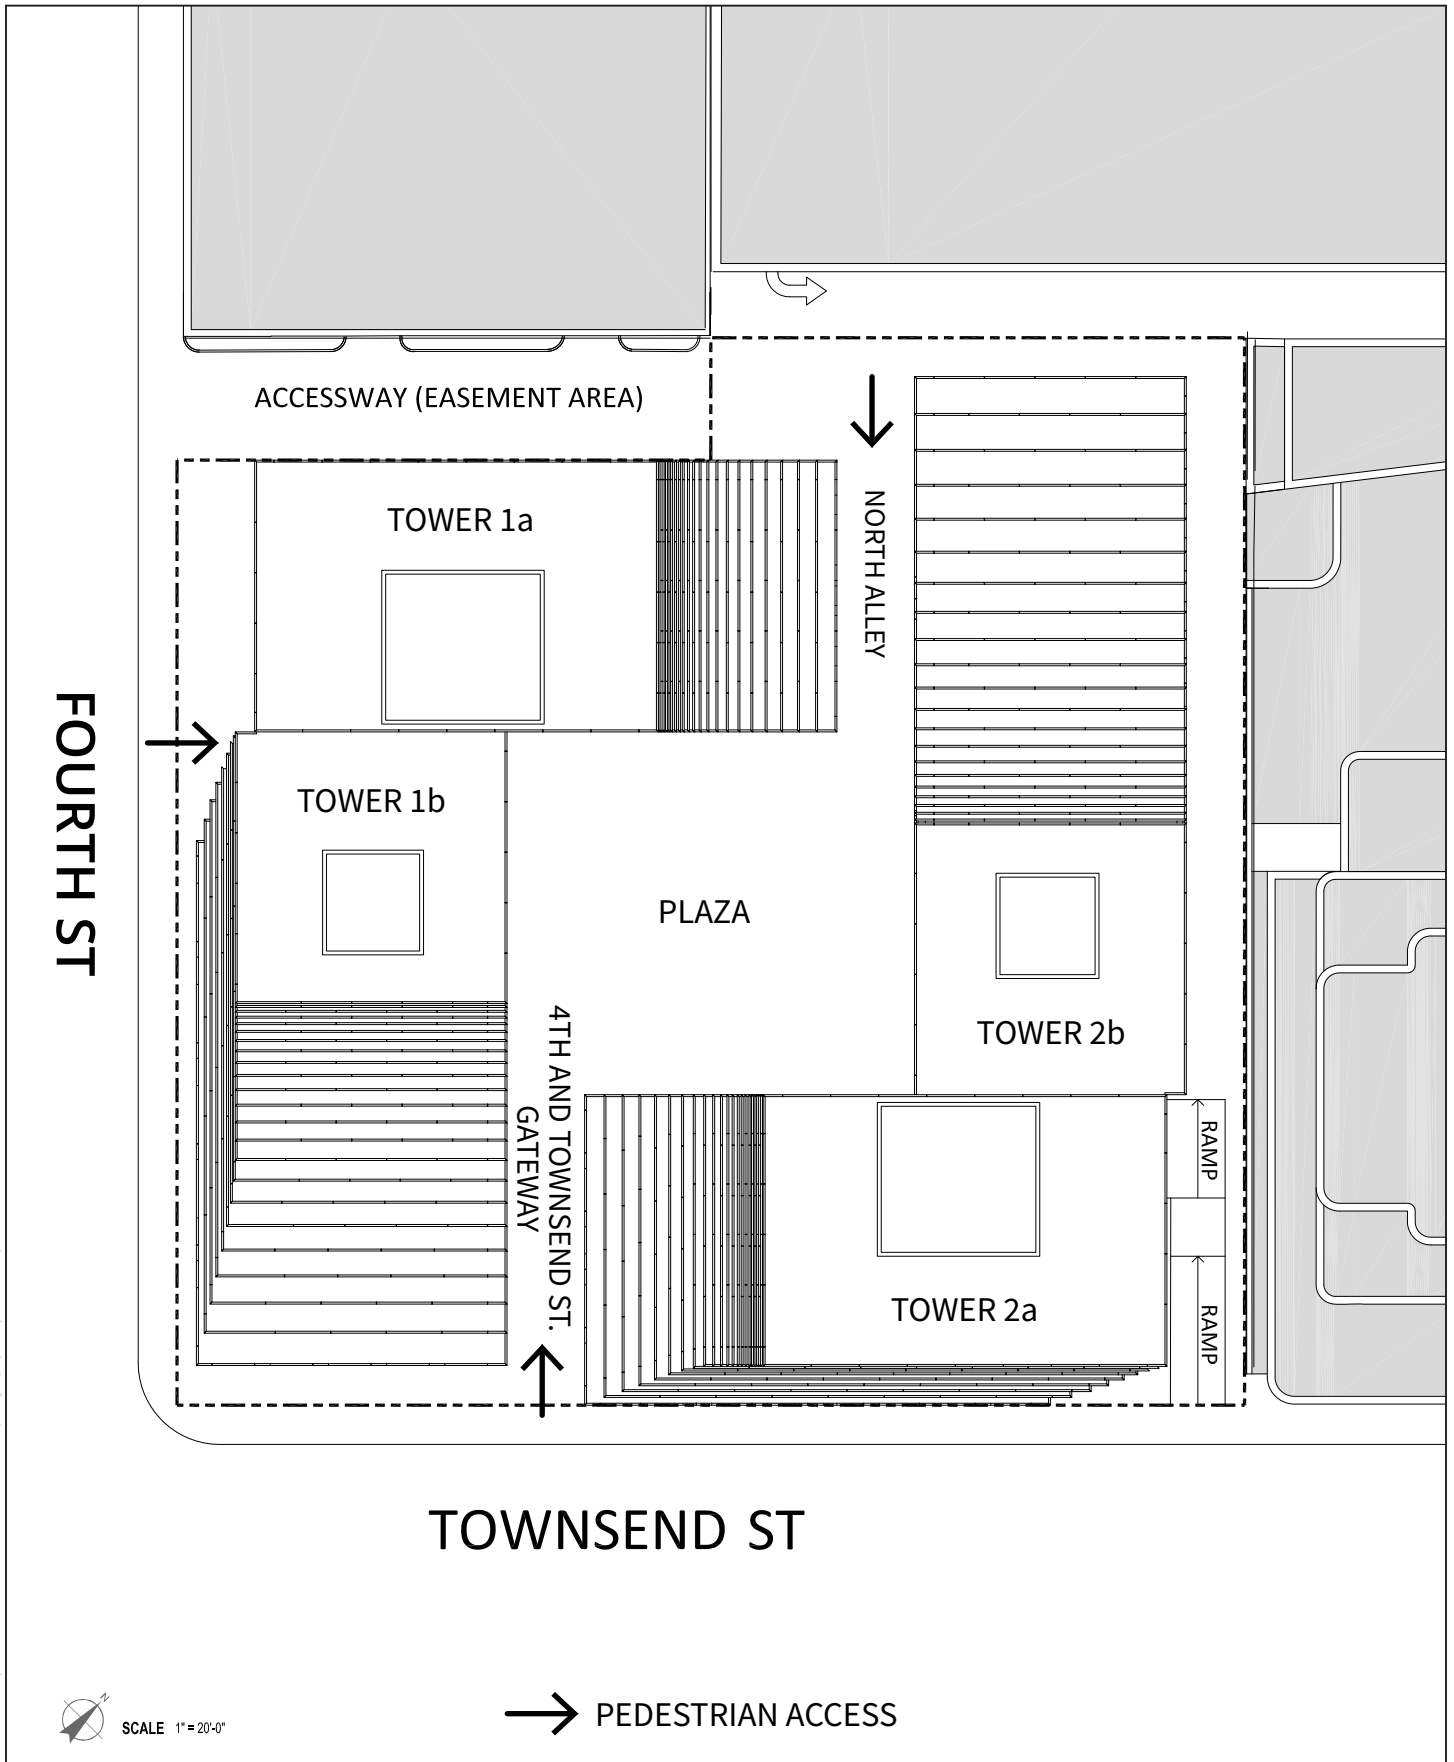 ACCESSWAY (EASEMENT AREA)
TOWER 1a
NORTH ALLEY
FOURTH ST
TOWER 1b
PLAZA
TOWER 2b
4TH AND TOWNSEND ST.
GATEWAY
RAMP
TOWER 2a
RAMP
TOWNSEND ST
N
SCALE 1" = 20'-0"
PEDESTRIAN ACCESS